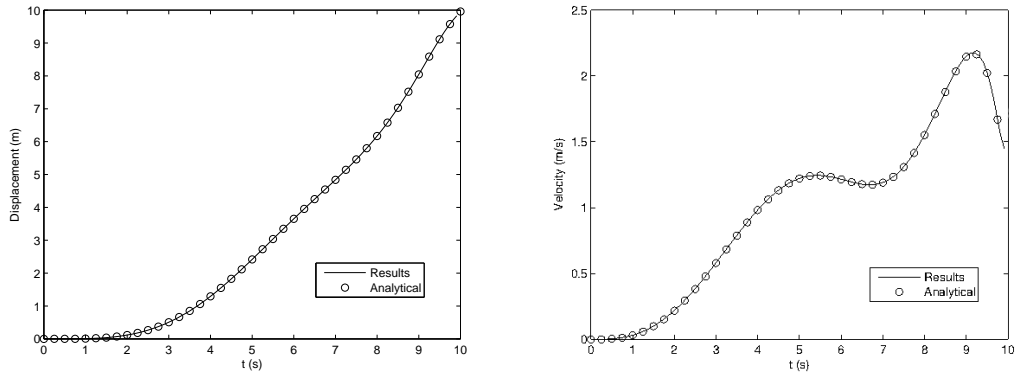 10
9
8
7
6
5
4
3
2
1
0
Displacement (m)
0 1 2 3 4 5 6 7 8 9 10
t (s)
Results
Analytical
2.5
2
1.5
1
0.5
0
Velocity (m/s)
0 1 2 3 4 5 6 7 8 9 10
t (s)
Results
Analytical